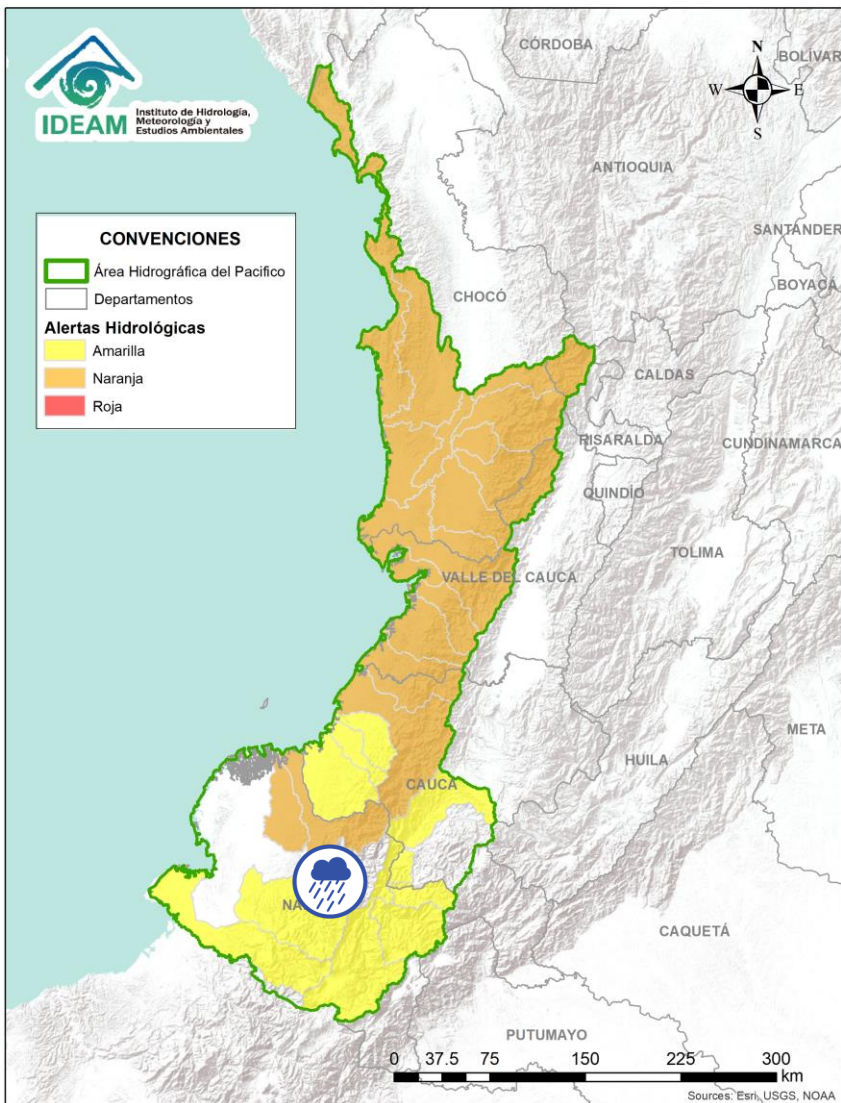 IDEAM
Instituto de Hidrología,
Meteorología y
Estudios Ambientales
N
W E
S
CÓRDOBA
BOLÍVAR
ANTIOQUIA
SANTANDER
BOYACÁ
CONVENCIONES
Área Hidrográfica del Pacifico
Departamentos
Alertas Hidrológicas
Amarilla
Naranja
Roja
CHOCÓ
CALDAS
RISARALDA
CUNDINAMARCA
QUINDÍO
TOLIMA
VALLE DEL CAUCA
META
HUILA
CAUCA
NA
CAQUETÁ
PUTUMAYO
0 37.5 75 150 225 300
km
Sources: Esri, USGS, NOAA